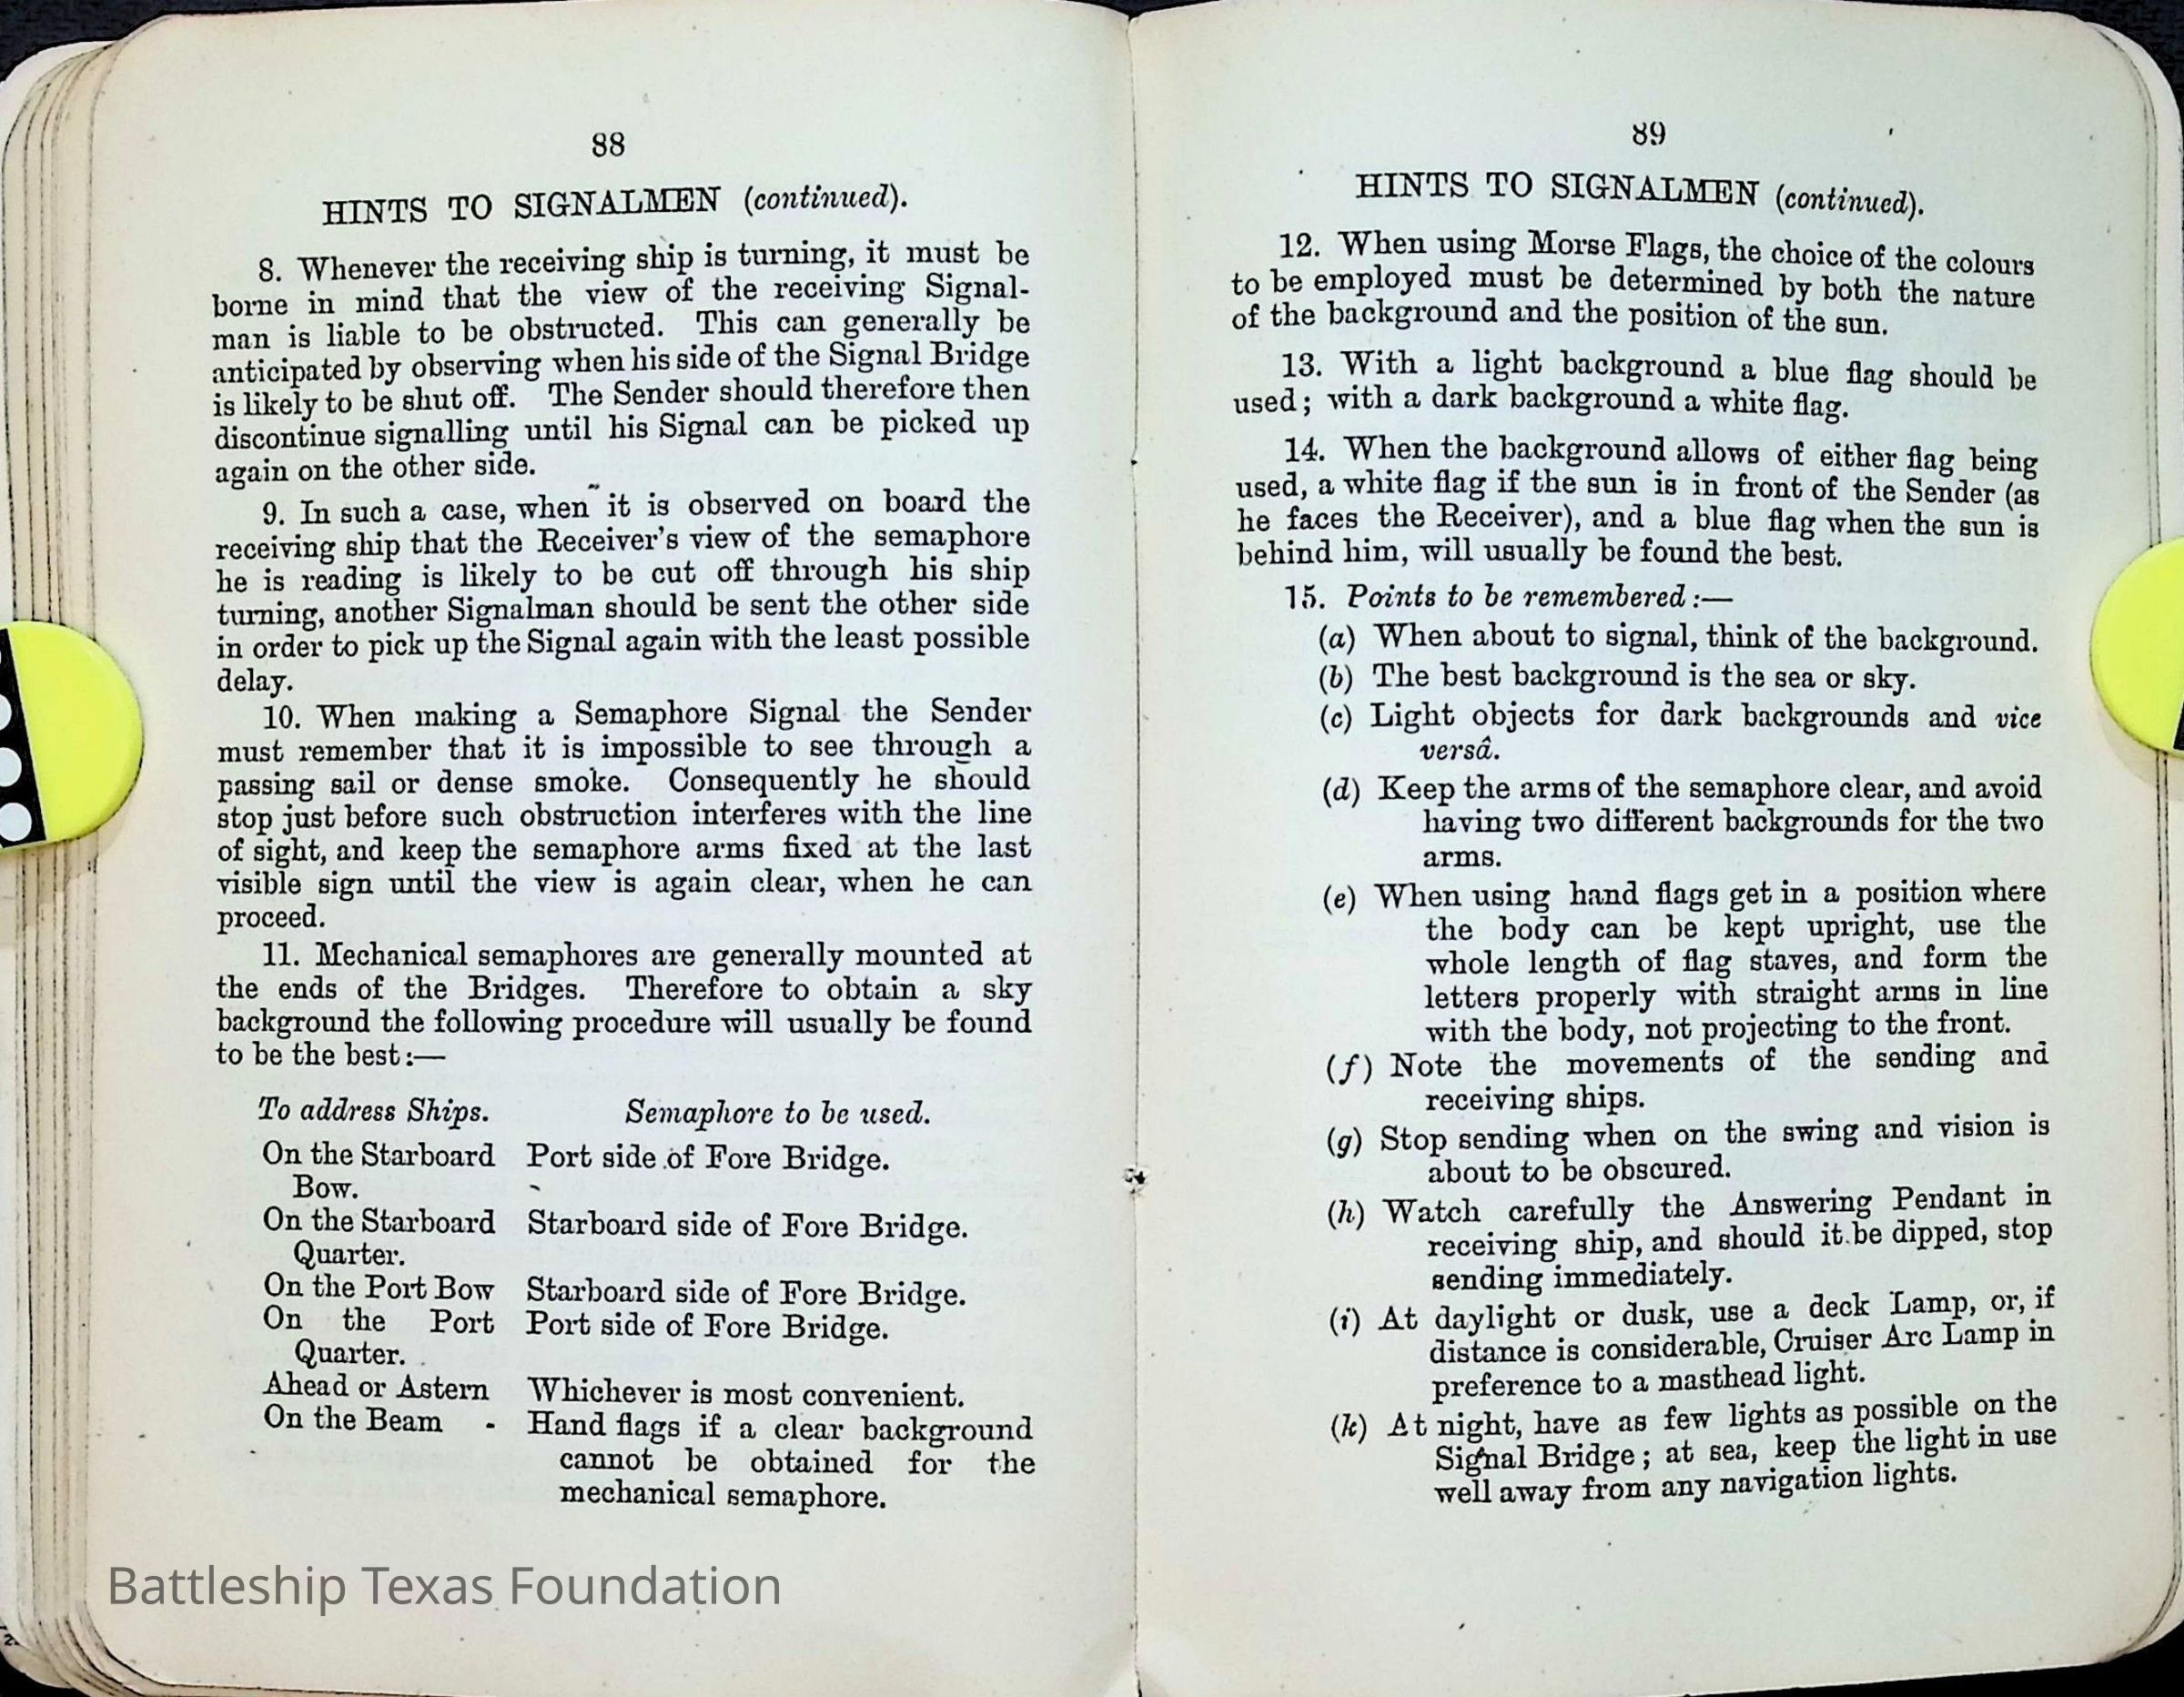 88
HINTS TO SIGNALMEN (continued).
8. Whenever the receiving ship is turning, it must be
borne in mind that the view of the receiving Signal-
man is liable to be obstructed. This can generally be
anticipated by observing when his side of the Signal Bridge
is likely to be shut off. The Sender should therefore then
discontinue signalling until his Signal can be picked up
again on the other side.
9. In such a case, when it is observed on board the
receiving ship that the Receiver's view of the semaphore
he is reading is likely to be cut off through his ship
turning, another Signalman should be sent the other side
in order to pick up the Signal again with the least possible
delay.
10. When making a Semaphore Signal the Sender
must remember that it is impossible to see through a
passing sail or dense smoke. Consequently he should
stop just before such obstruction interferes with the line
of sight, and keep the semaphore arms fixed at the last
visible sign until the view is again clear, when he can
proceed.
11. Mechanical semaphores are generally mounted at
the ends of the Bridges. Therefore to obtain a sky
background the following procedure will usually be found
to be the best:—
To address Ships. Semaphore to be used.
On the Starboard Port side of Fore Bridge.
Bow.
On the Starboard Starboard side of Fore Bridge.
Quarter.
On the Port Bow Starboard side of Fore Bridge.
On the Port Port side of Fore Bridge.
Quarter.
Ahead or Astern Whichever is most convenient.
On the Beam - Hand flags if a clear background
cannot be obtained for the
mechanical semaphore.
Battleship Texas Foundation
89
HINTS TO SIGNALMEN (continued).
12. When using Morse Flags, the choice of the colours
to be employed must be determined by both the nature
of the background and the position of the sun.
13. With a light background a blue flag should be
used; with a dark background a white flag.
14. When the background allows of either flag being
used, a white flag if the sun is in front of the Sender (as
he faces the Receiver), and a blue flag when the sun is
behind him, will usually be found the best.
15. Points to be remembered:—
(a) When about to signal, think of the background.
(b) The best background is the sea or sky.
(c) Light objects for dark backgrounds and vice
versâ.
(d) Keep the arms of the semaphore clear, and avoid
having two different backgrounds for the two
arms.
(e) When using hand flags get in a position where
the body can be kept upright, use the
whole length of flag staves, and form the
letters properly with straight arms in line
with the body, not projecting to the front.
(f) Note the movements of the sending and
receiving ships.
(g) Stop sending when on the swing and vision is
about to be obscured.
(h) Watch carefully the Answering Pendant in
receiving ship, and should it be dipped, stop
sending immediately.
(i) At daylight or dusk, use a deck Lamp, or, if
distance is considerable, Cruiser Arc Lamp in
preference to a masthead light.
(k) At night, have as few lights as possible on the
Signal Bridge; at sea, keep the light in use
well away from any navigation lights.